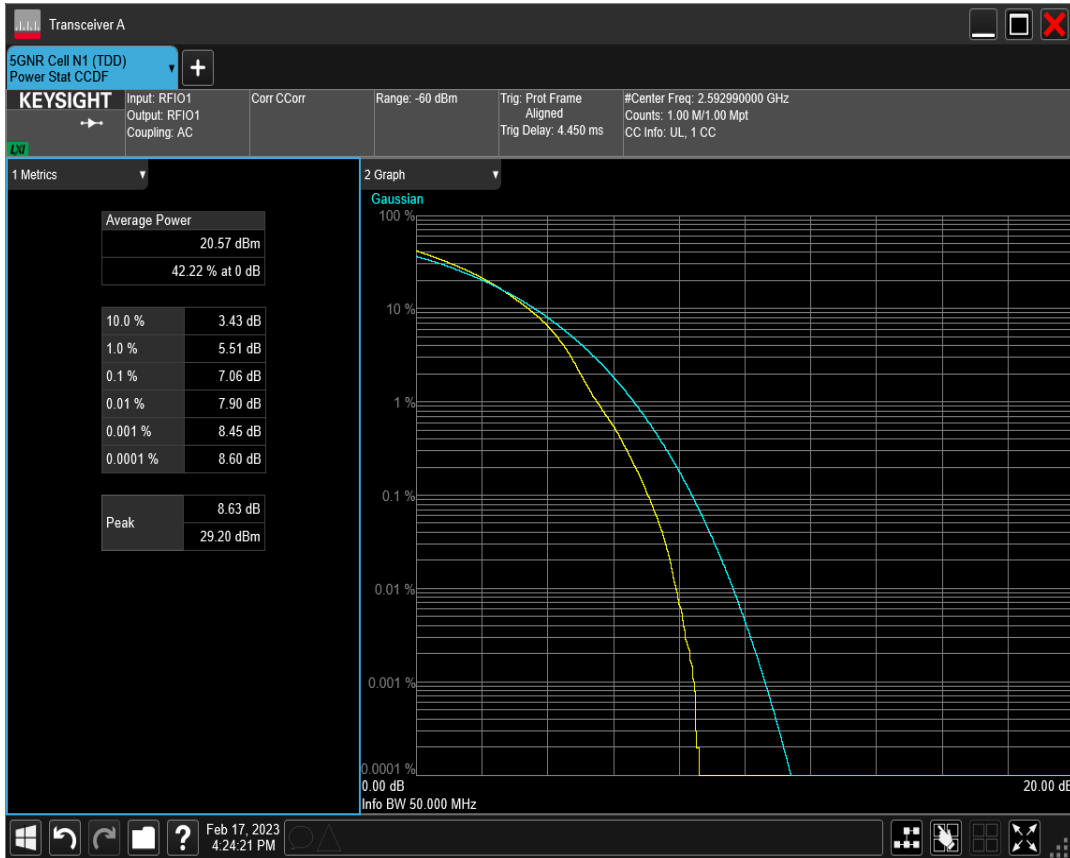 Transceiver A
5GNR Cell N1 (TDD)
Power Stat CCDF
+
KEYSIGHT
LXI
Input: RFIO1
Output: RFIO1
Coupling: AC
Corr CCorr
Range: -60 dBm
Trig: Prot Frame
Aligned
Trig Delay: 4.450 ms
#Center Freq: 2.592990000 GHz
Counts: 1.00 M/1.00 Mpt
CC Info: UL, 1 CC
1 Metrics
Average Power
20.57 dBm
42.22 % at 0 dB
10.0 % 3.43 dB
1.0 % 5.51 dB
0.1 % 7.06 dB
0.01 % 7.90 dB
0.001 % 8.45 dB
0.0001 % 8.60 dB
Peak
8.63 dB
29.20 dBm
2 Graph
Gaussian
100 %
10 %
1 %
0.1 %
0.01 %
0.001 %
0.0001 %
0.00 dB 20.00 dB
Info BW 50.000 MHz
?
Feb 17, 2023
4:24:21 PM